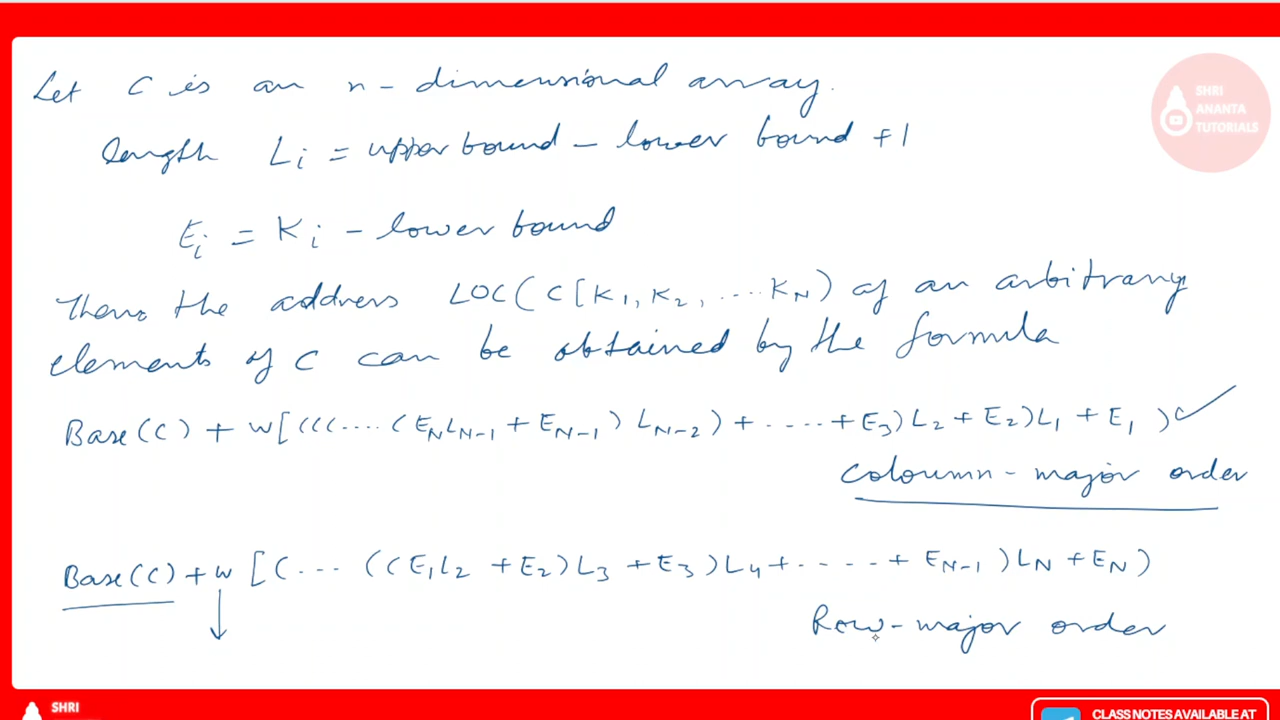 Let C is an n-dimensional array.
SHRI
ANANTA
TUTORIALS
length Li = upper bound - lower bound +1
Ei = Ki - lower bound
Then the address LOC(C[K1, K2, ....KN) of an arbitrary
elements of C can be obtained by the formula
Base(C) + W[(((....(ENLN-1 + EN-1) LN-2) + .... + E3)L2 + E2)L1 + E1) ✓
coloumn-major order
Base(C) + W [(... ((E1L2 + E2)L3 + E3)L4 + ..... + EN-1)LN + EN)
Row-major order
SHRI
CLASS NOTES AVAILABLE AT